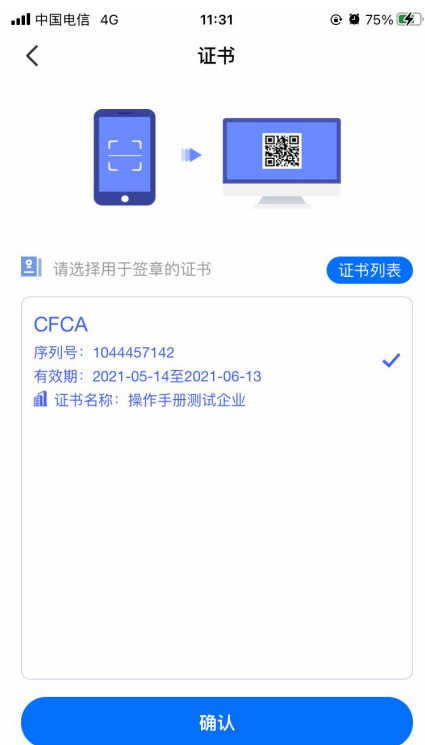 中国电信 4G 11:31 75%
证书
请选择用于签章的证书 证书列表
CFCA
序列号：1044457142
有效期：2021-05-14至2021-06-13
证书名称：操作手册测试企业
确认